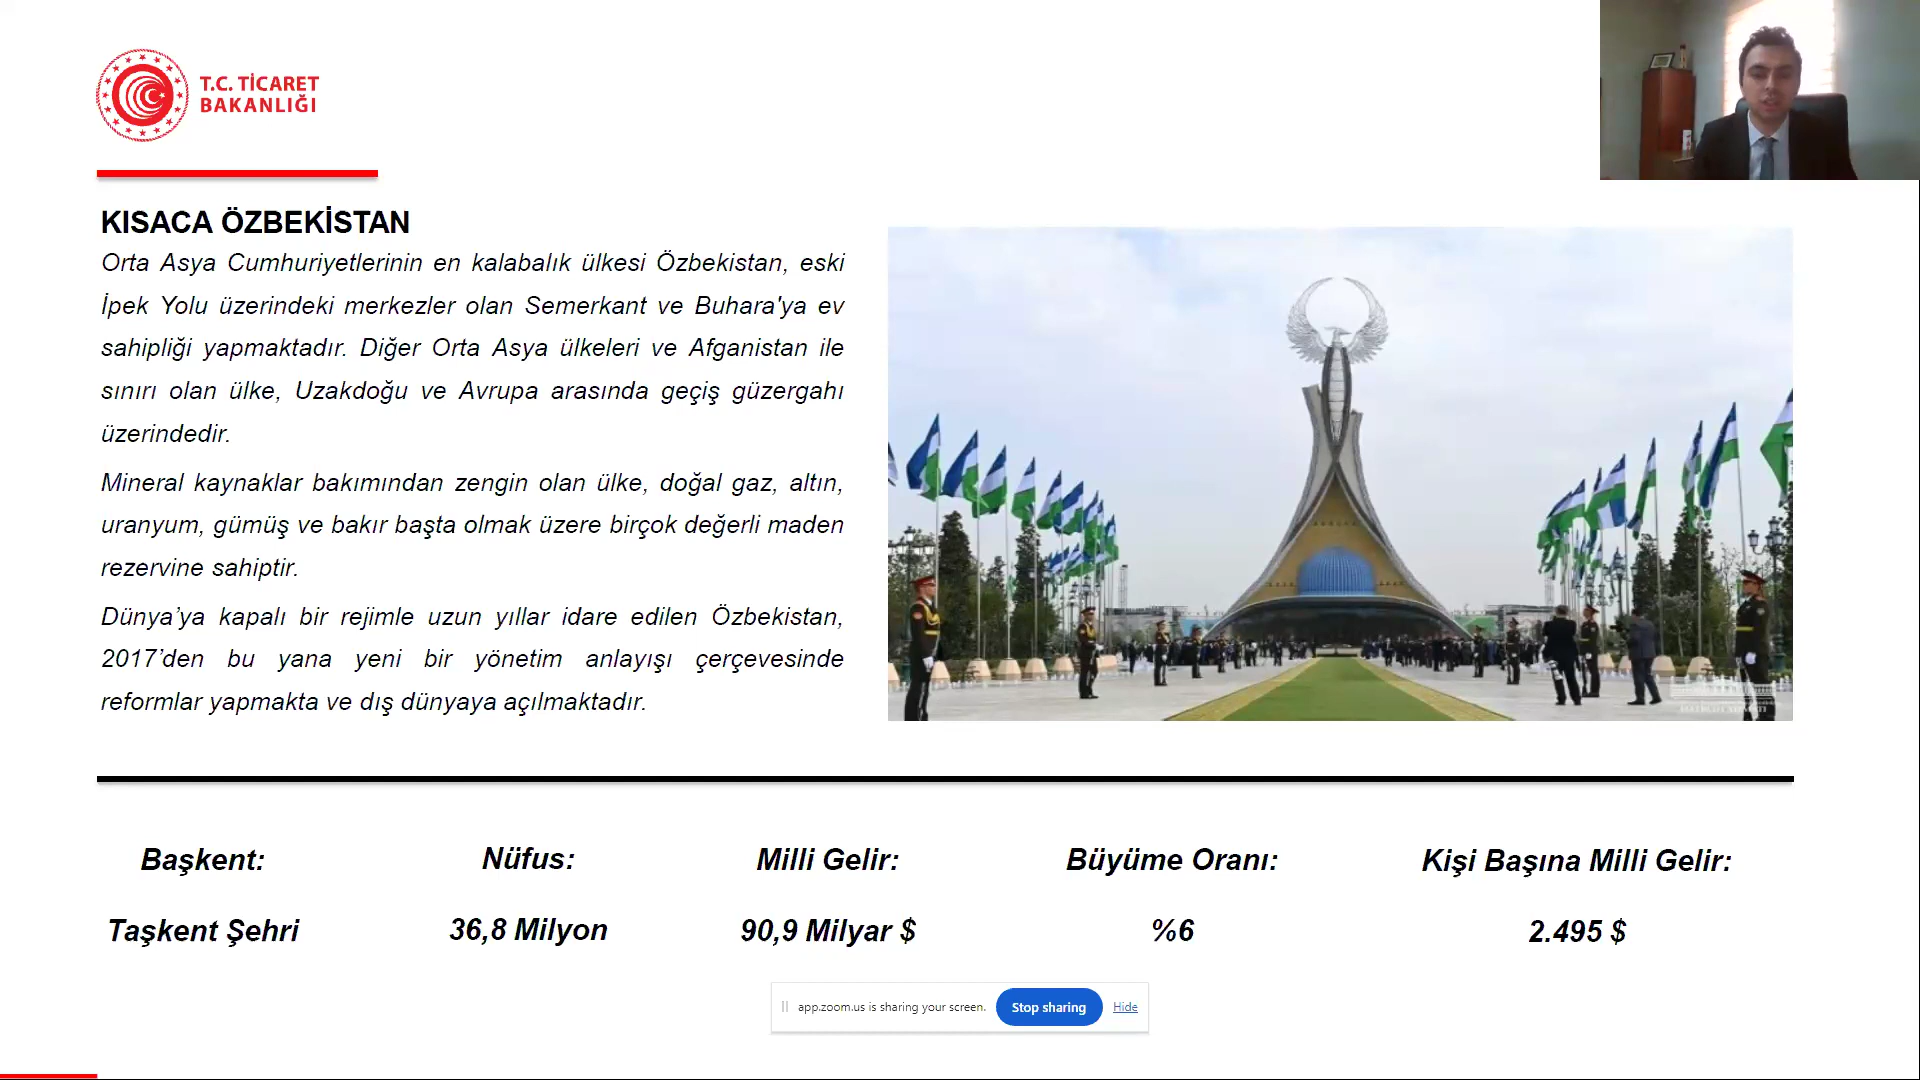 T.C. TİCARET
BAKANLIĞI
KISACA ÖZBEKİSTAN
Orta Asya Cumhuriyetlerinin en kalabalık ülkesi Özbekistan, eski
İpek Yolu üzerindeki merkezler olan Semerkant ve Buhara'ya ev
sahipliği yapmaktadır. Diğer Orta Asya ülkeleri ve Afganistan ile
sınırı olan ülke, Uzakdoğu ve Avrupa arasında geçiş güzergahı
üzerindedir.
Mineral kaynaklar bakımından zengin olan ülke, doğal gaz, altın,
uranyum, gümüş ve bakır başta olmak üzere birçok değerli maden
rezervine sahiptir.
Dünya’ya kapalı bir rejimle uzun yıllar idare edilen Özbekistan,
2017’den bu yana yeni bir yönetim anlayışı çerçevesinde
reformlar yapmakta ve dış dünyaya açılmaktadır.
Başkent:
Taşkent Şehri
Nüfus:
36,8 Milyon
Milli Gelir:
90,9 Milyar $
Büyüme Oranı:
%6
Kişi Başına Milli Gelir:
2.495 $
app.zoom.us is sharing your screen.
Stop sharing
Hide